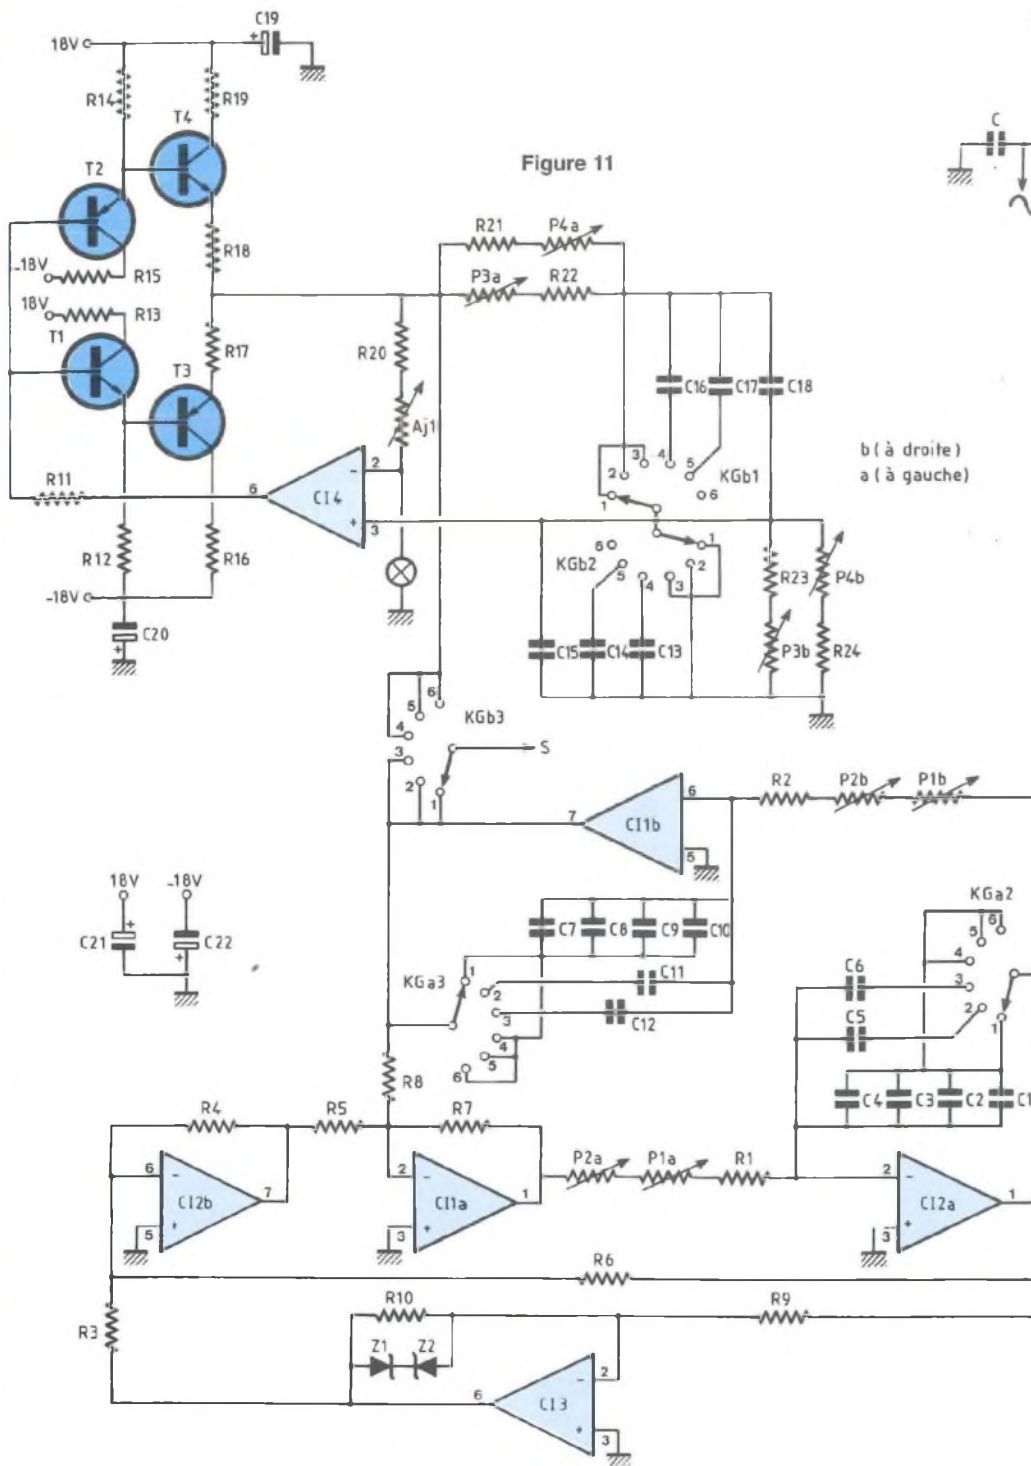 C19
18V
R14
R19
T4
Figure 11
C
T2
R21
P4a
R18
-18V
R15
P3a
R22
18V
R13
T1
R17
R20
T3
C16
C17
C18
Aj1
b ( à droite )
a ( à gauche )
2
3
4
5
KGb1
2
6
1
R11
6
CI4
-
+
3
6
5
KGb2
4
3
2
1
R23
P4b
R12
R16
-18V
C20
+
C15
C14
C13
P3b
R24
6
5
4
KGb3
3
S
2
1
R2
P2b
P1b
7
CI1b
6
5
18V
-18V
KGa2
C21
+
C22
+
C7
C8
C9
C10
6
5
4
C6
3
KGa3
1
2
C11
C5
2
1
3
C12
4
5
6
R8
C4
C3
C2
C1
R4
R5
R7
P2a
P1a
R1
6
-
CI2b
7
5
+
2
-
CI1a
1
3
+
2
-
CI2a
1
3
+
R6
R3
R10
R9
Z1
Z2
6
CI3
2
-
+
3